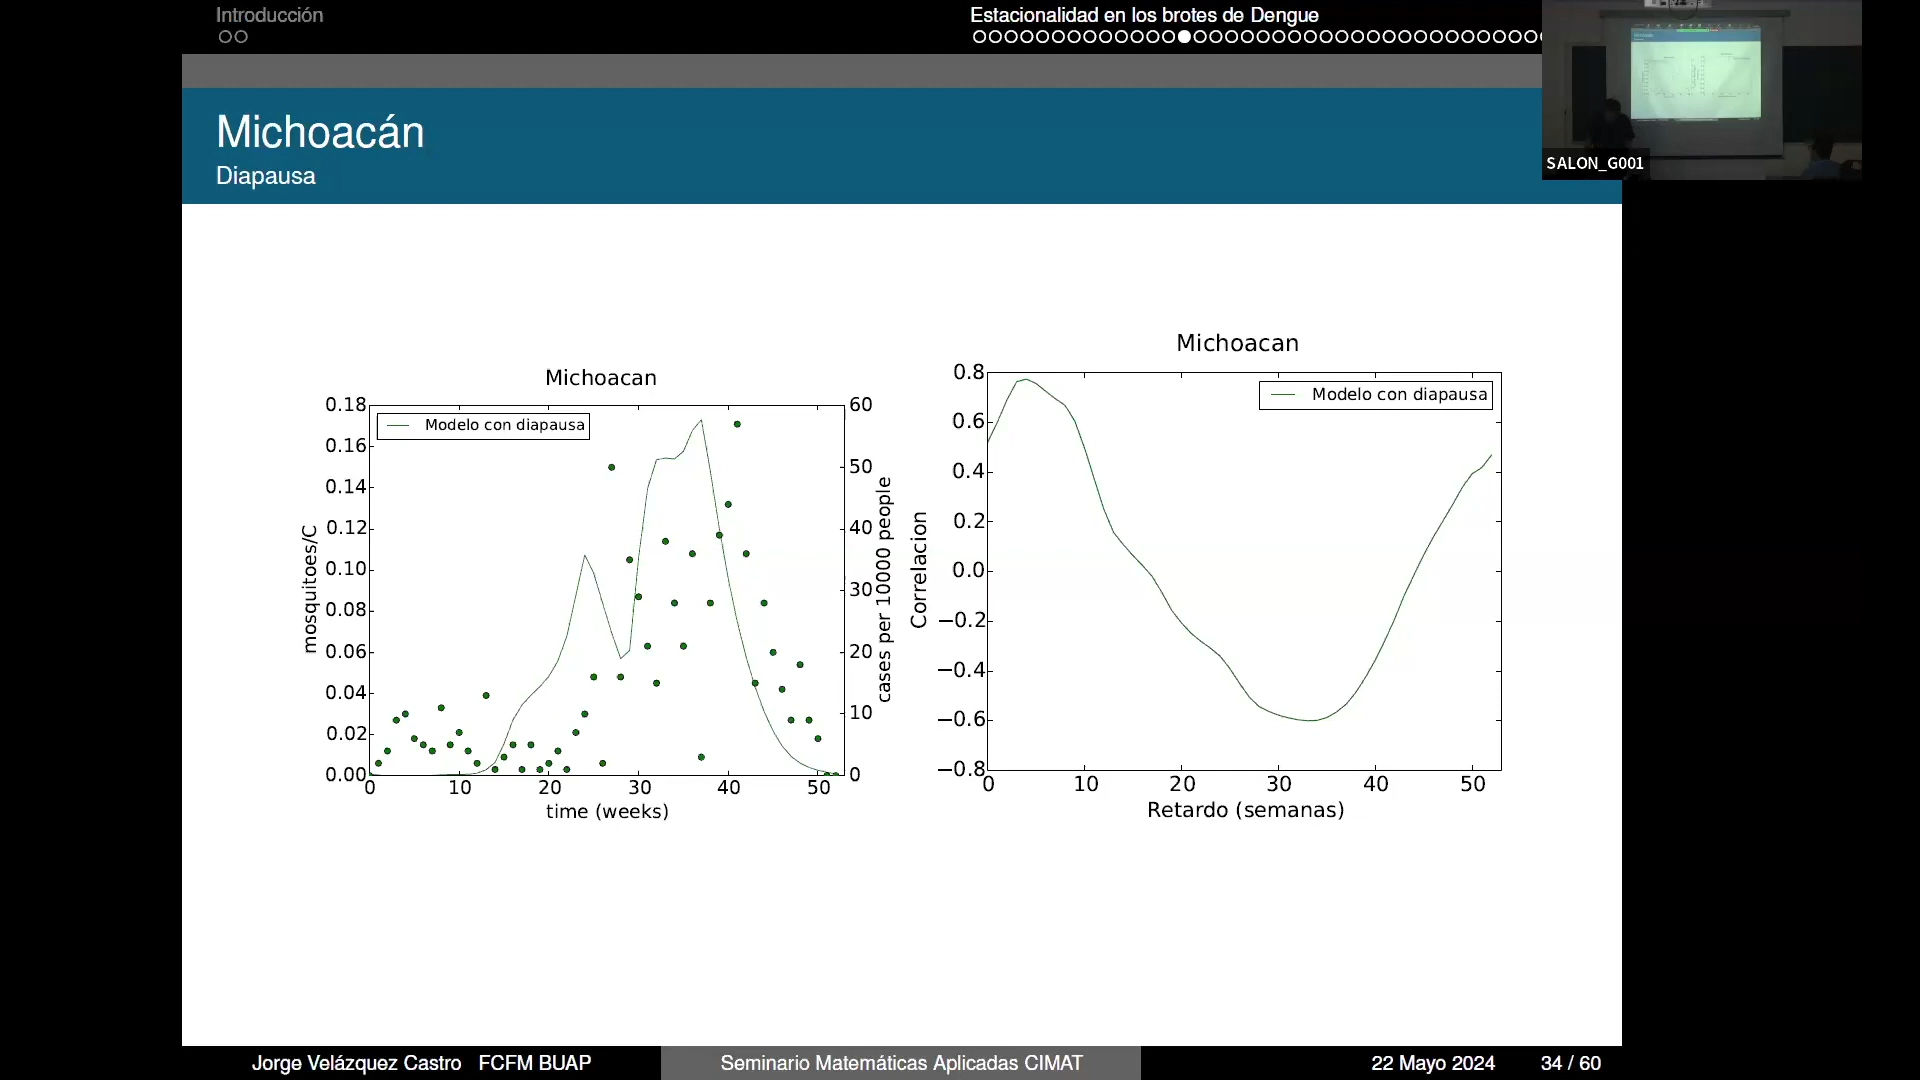 Introducción
Estacionalidad en los brotes de Dengue
Michoacán
Diapausa
SALON_G001
Michoacan
Modelo con diapausa
0.18
0.16
0.14
0.12
0.10
0.08
0.06
0.04
0.02
0.00
mosquitoes/C
60
50
40
30
20
10
0
cases per 10000 people
0 10 20 30 40 50
time (weeks)
Michoacan
Modelo con diapausa
0.8
0.6
0.4
0.2
0.0
−0.2
−0.4
−0.6
−0.8
Correlacion
0 10 20 30 40 50
Retardo (semanas)
Jorge Velázquez Castro FCFM BUAP
Seminario Matemáticas Aplicadas CIMAT
22 Mayo 2024 34 / 60